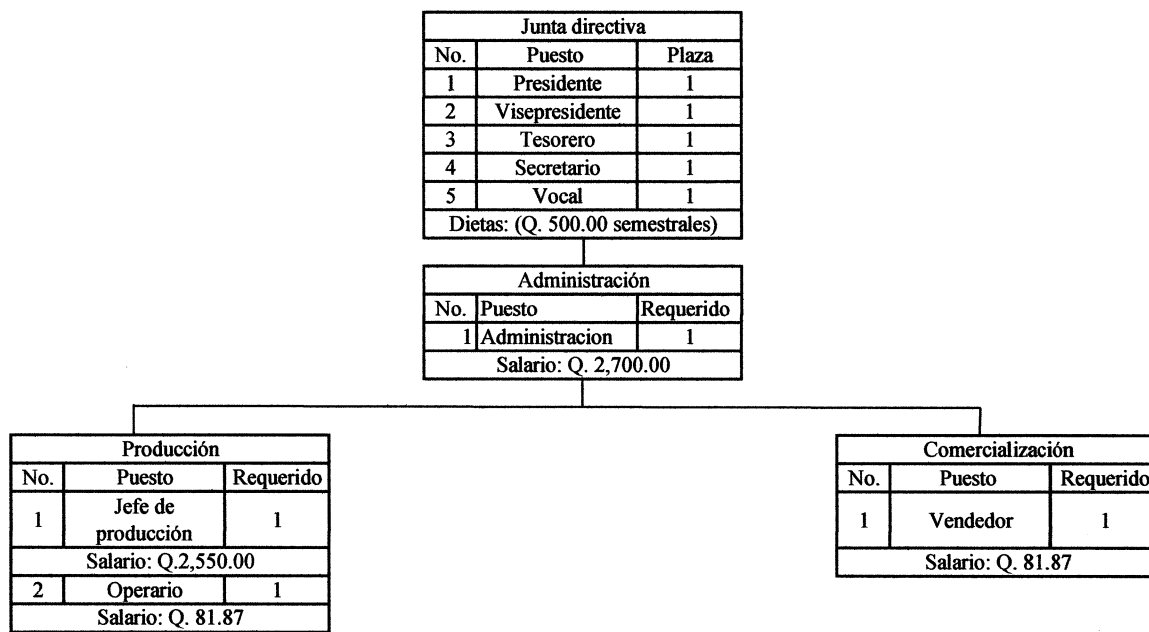 Junta directiva
No. Puesto Plaza
1 Presidente 1
2 Visepresidente 1
3 Tesorero 1
4 Secretario 1
5 Vocal 1
Dietas: (Q. 500.00 semestrales)
Administración
No. Puesto Requerido
1 Administracion 1
Salario: Q. 2,700.00
Producción
No. Puesto Requerido
1 Jefe de
producción 1
Salario: Q.2,550.00
2 Operario 1
Salario: Q. 81.87
Comercialización
No. Puesto Requerido
1 Vendedor 1
Salario: Q. 81.87